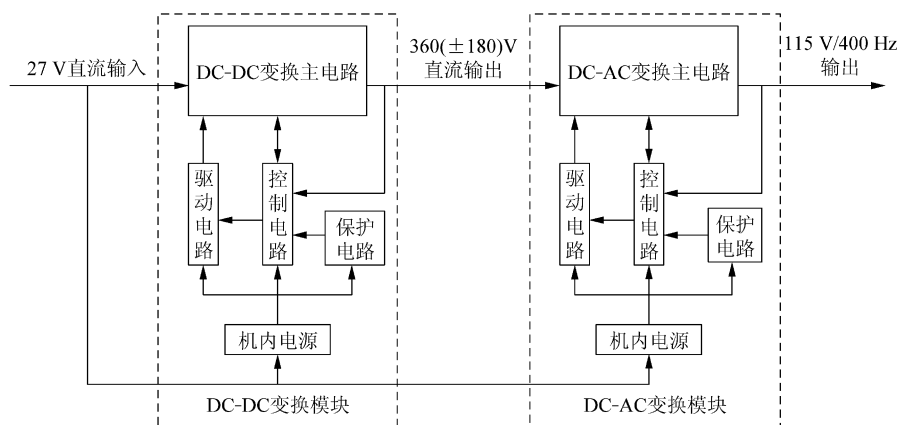 27 V直流输入
DC-DC变换主电路
360(±180)V
直流输出
DC-AC变换主电路
115 V/400 Hz
输出
驱动电路
控制电路
保护
电路
机内电源
DC-DC变换模块
驱动电路
控制电路
保护
电路
机内电源
DC-AC变换模块